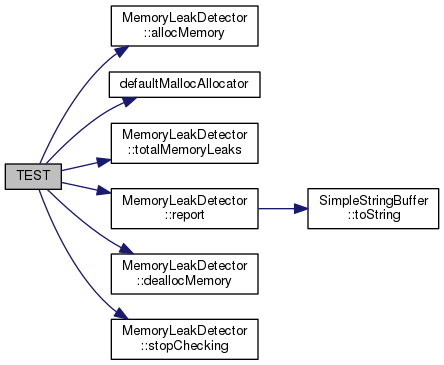 MemoryLeakDetector
::allocMemory
defaultMallocAllocator
MemoryLeakDetector
::totalMemoryLeaks
TEST
MemoryLeakDetector
::report
SimpleStringBuffer
::toString
MemoryLeakDetector
::deallocMemory
MemoryLeakDetector
::stopChecking